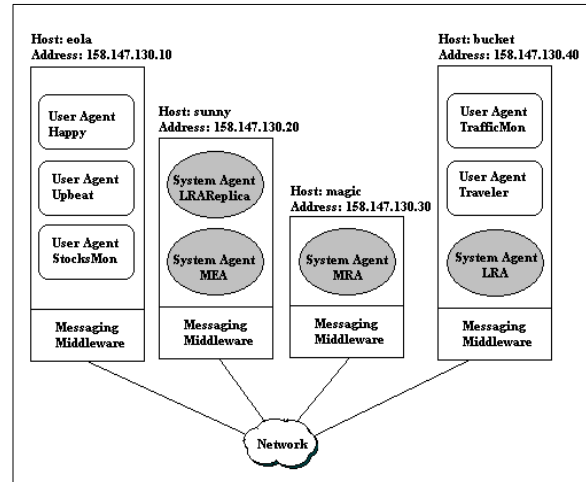 Host: eola
Address: 158.147.130.10
User Agent
Happy
User Agent
Upbeat
User Agent
StocksMon
Messaging
Middleware
Host: sunny
Address: 158.147.130.20
System Agent
LRAReplica
System Agent
MEA
Messaging
Middleware
Host: magic
Address: 158.147.130.30
System Agent
MRA
Messaging
Middleware
Host: bucket
Address: 158.147.130.40
User Agent
TrafficMon
User Agent
Traveler
System Agent
LRA
Messaging
Middleware
Network